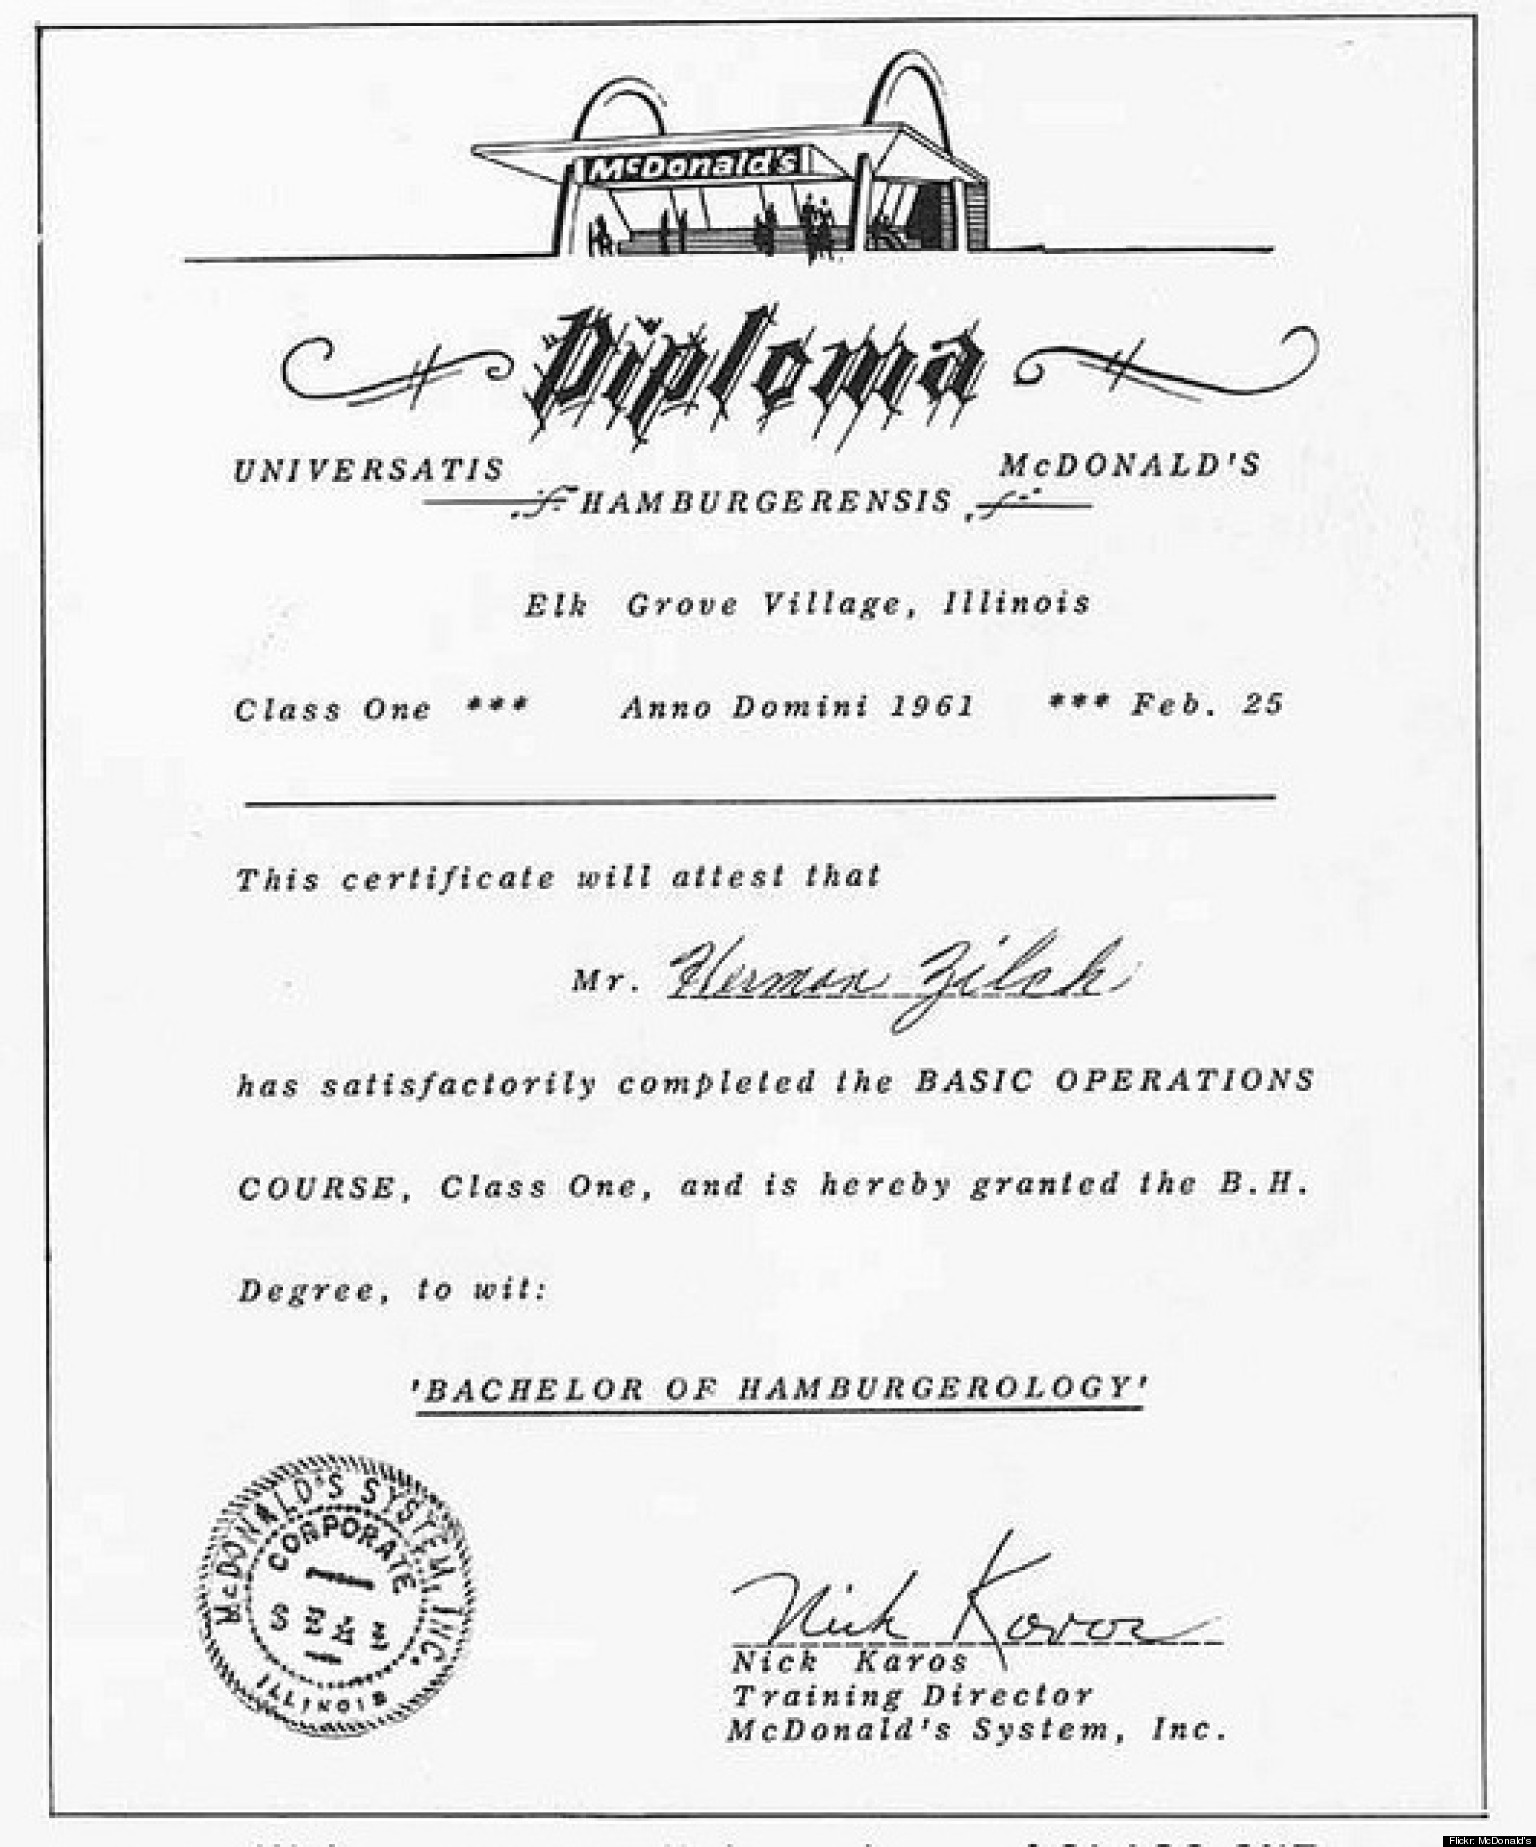 McDonald's
Diploma
UNIVERSATIS McDONALD'S
HAMBURGERENSIS
Elk Grove Village, Illinois
Class One *** Anno Domini 1961 *** Feb. 25
This certificate will attest that
Mr. Herman Zilch
has satisfactorily completed the BASIC OPERATIONS
COURSE, Class One, and is hereby granted the B.H.
Degree, to wit:
'BACHELOR OF HAMBURGEROLOGY'
McDONALD'S SYSTEM, INC.
CORPORATE
SEAL
ILLINOIS
Nick Karos
Nick Karos
Training Director
McDonald's System, Inc.
Flickr: McDonald's